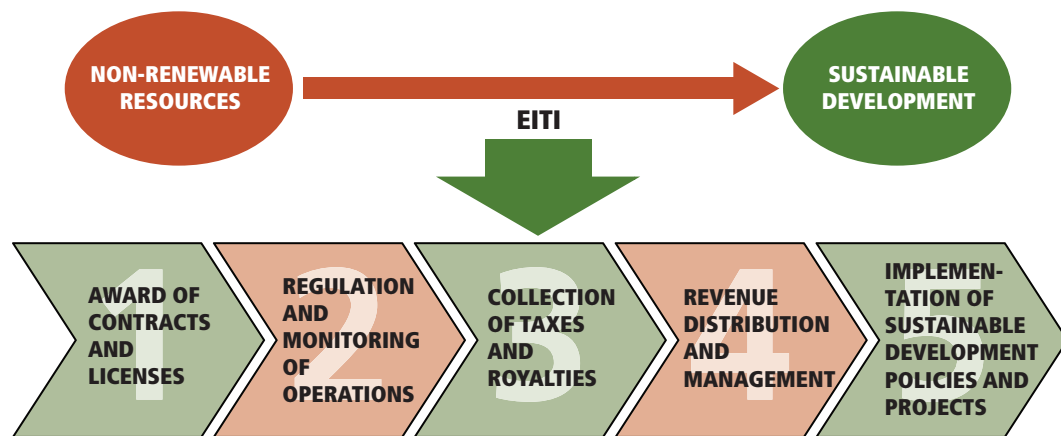 NON-RENEWABLE
RESOURCES
SUSTAINABLE
DEVELOPMENT
EITI
1
AWARD OF
CONTRACTS
AND
LICENSES
2
REGULATION
AND
MONITORING
OF
OPERATIONS
3
COLLECTION
OF TAXES
AND
ROYALTIES
4
REVENUE
DISTRIBUTION
AND
MANAGEMENT
5
IMPLEMEN-
TATION OF
SUSTAINABLE
DEVELOPMENT
POLICIES AND
PROJECTS